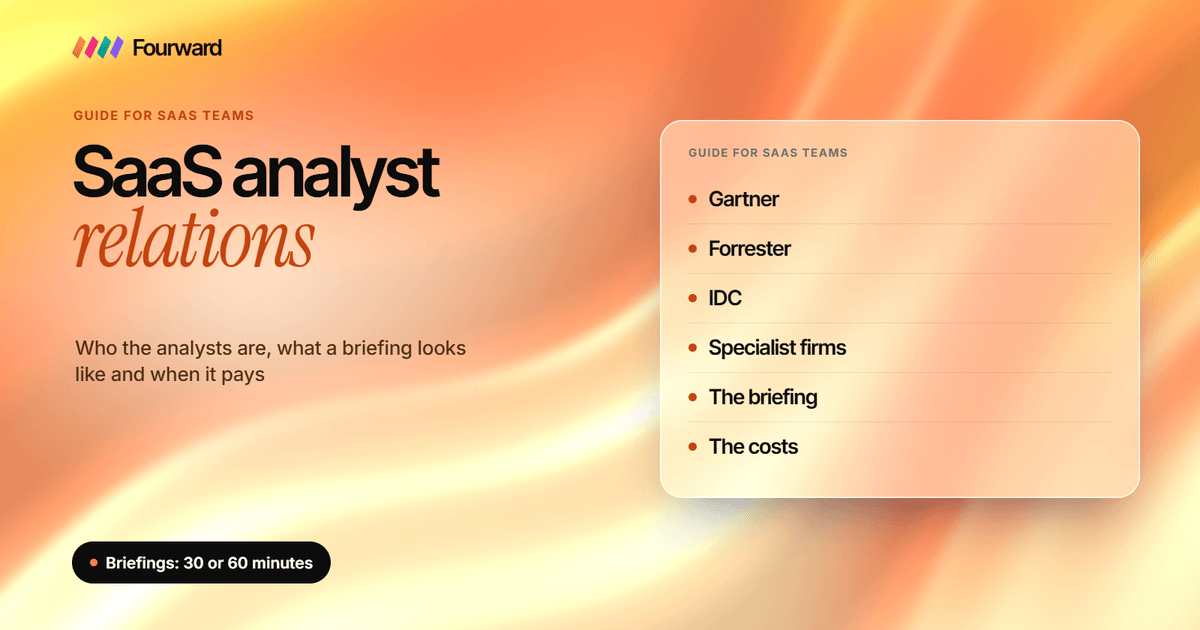 Fourward
GUIDE FOR SAAS TEAMS
SaaS analyst
relations
Who the analysts are, what a briefing looks
like and when it pays
Briefings: 30 or 60 minutes
GUIDE FOR SAAS TEAMS
Gartner
Forrester
IDC
Specialist firms
The briefing
The costs